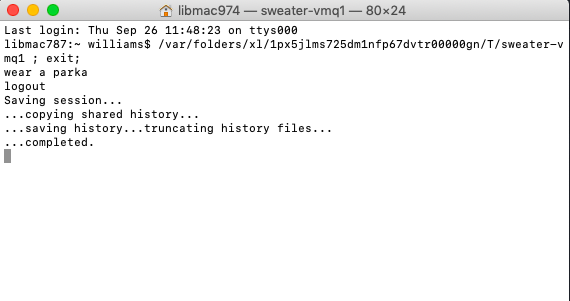 libmac974 — sweater-vmq1 — 80×24
Last login: Thu Sep 26 11:48:23 on ttys000
libmac787:~ williams$ /var/folders/xl/1px5jlms725dm1nfp67dvtr00000gn/T/sweater-v
mq1 ; exit;
wear a parka
logout
Saving session...
...copying shared history...
...saving history...truncating history files...
...completed.